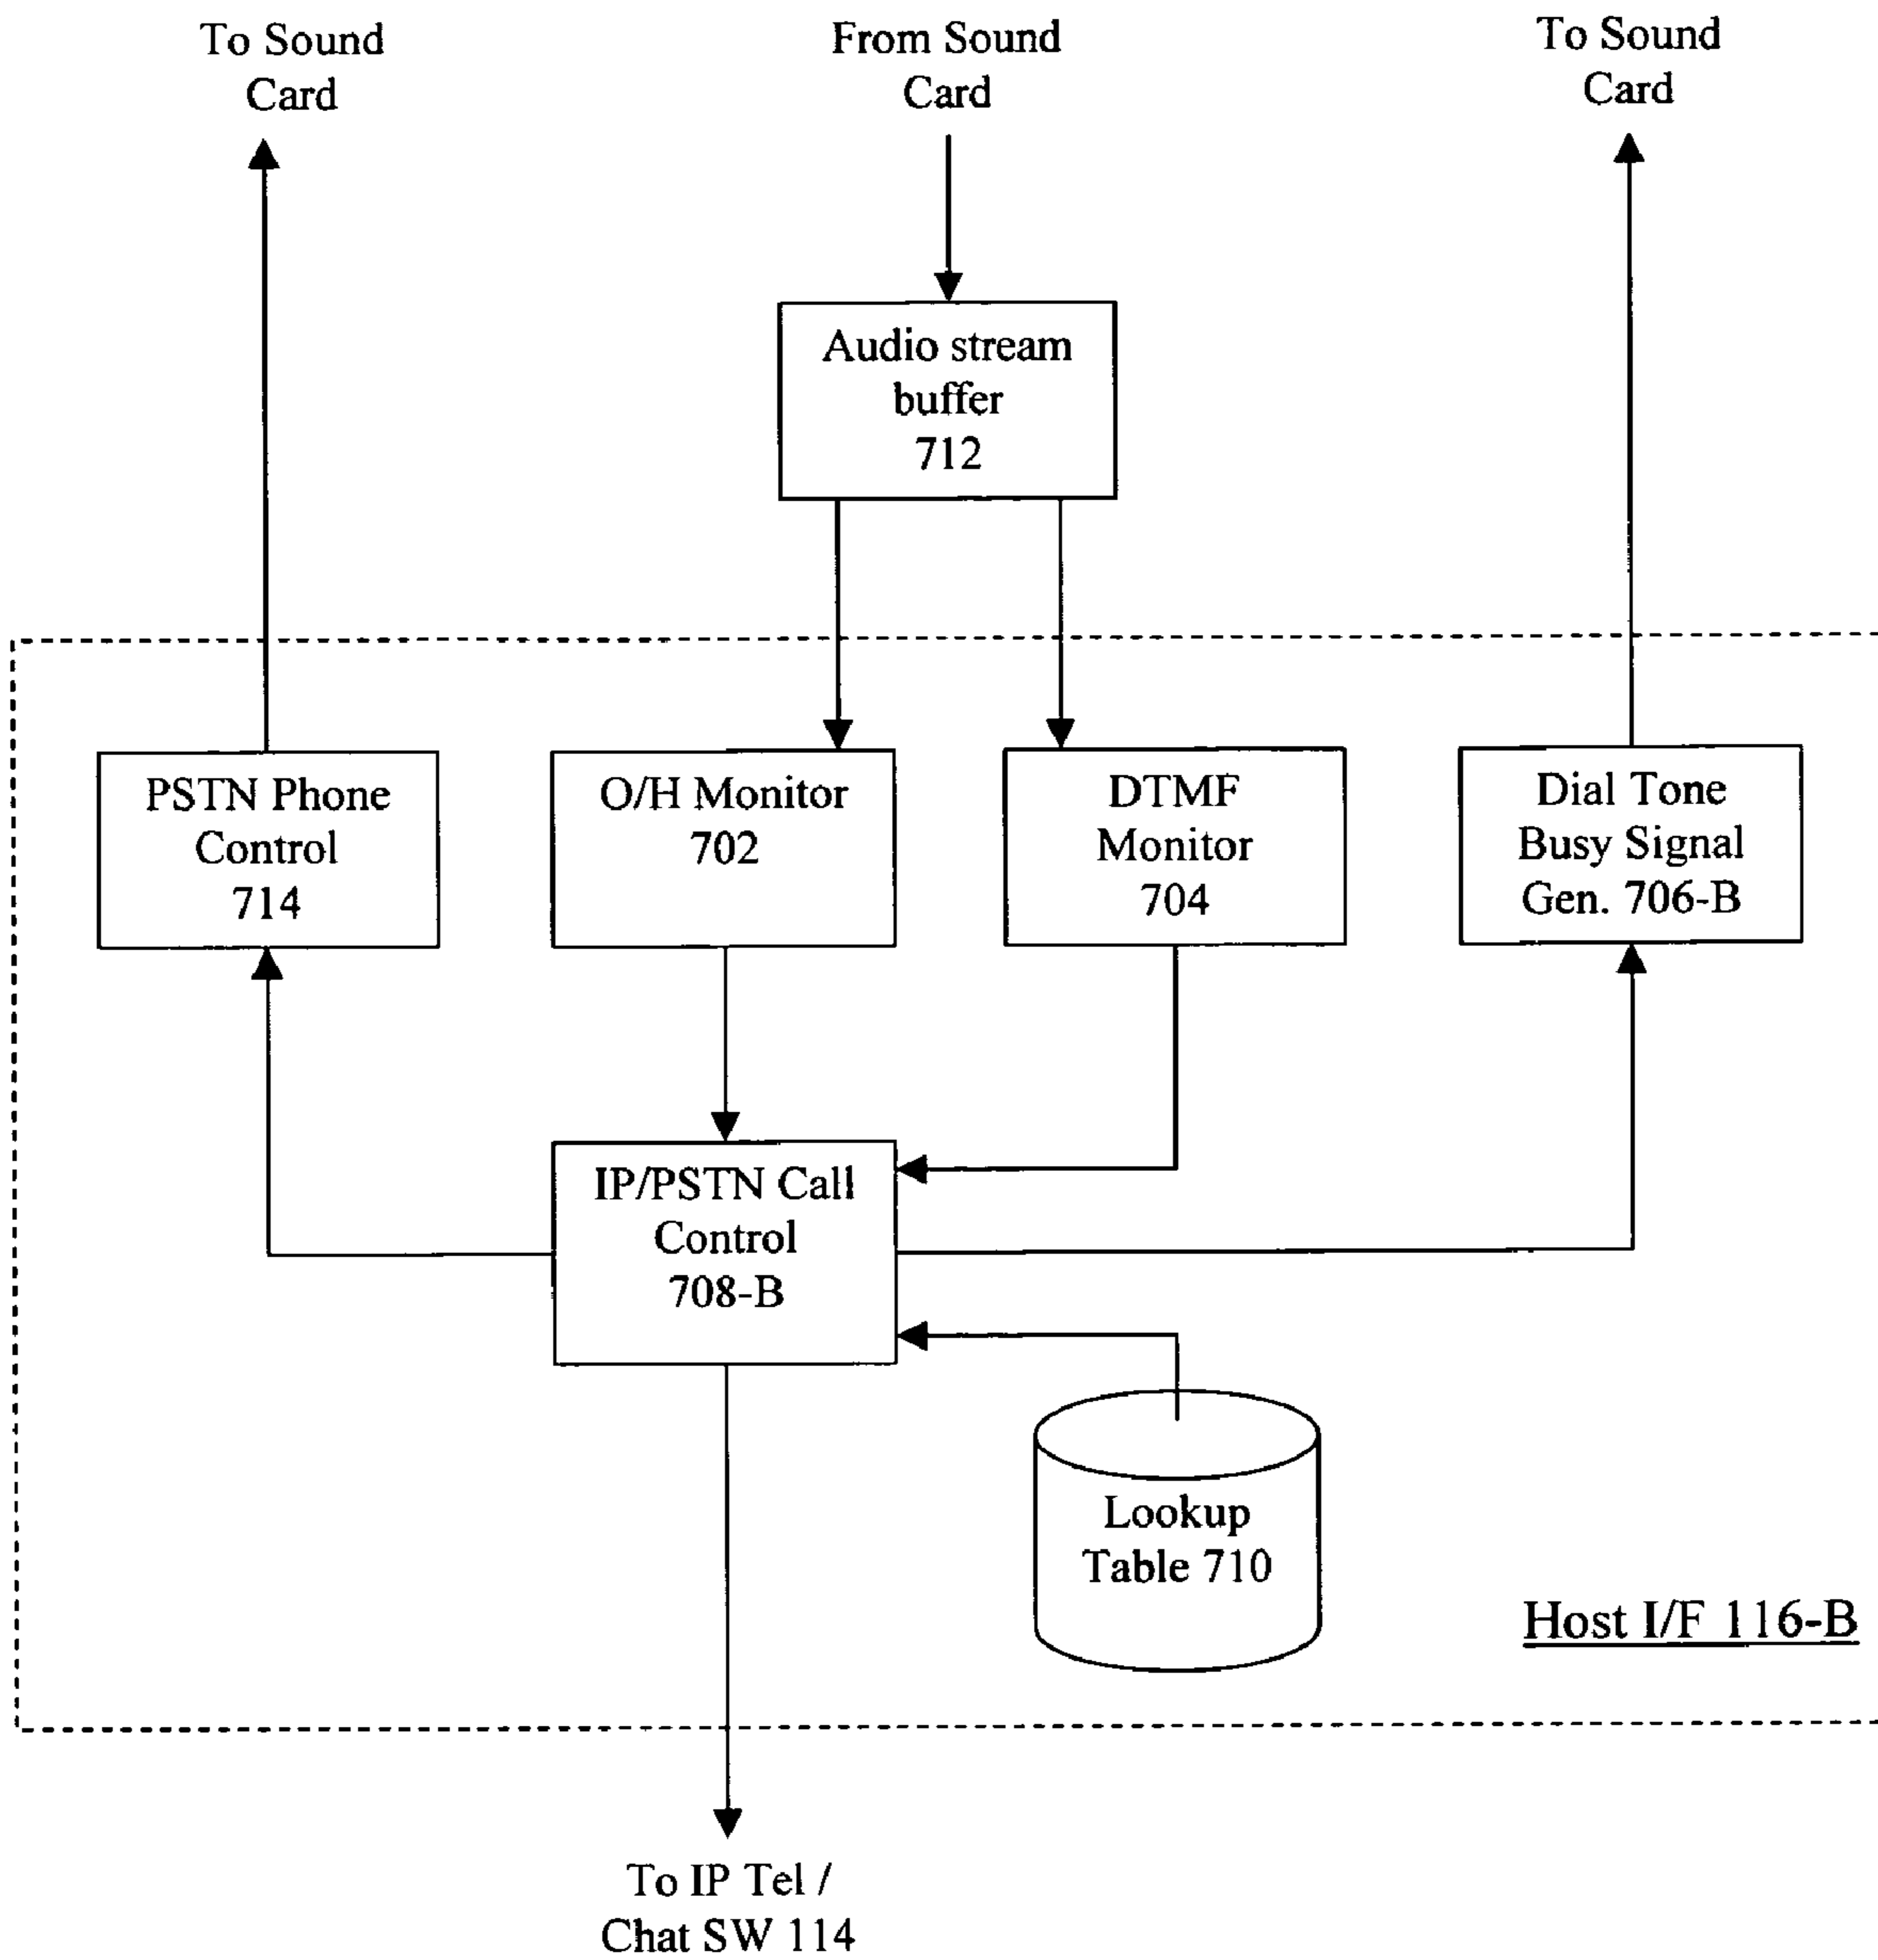 To Sound
Card
From Sound
Card
To Sound
Card
Audio stream
buffer
712
PSTN Phone
Control
714
O/H Monitor
702
DTMF
Monitor
704
Dial Tone
Busy Signal
Gen. 706-B
IP/PSTN Call
Control
708-B
Lookup
Table 710
Host I/F 116-B
To IP Tel /
Chat SW 114